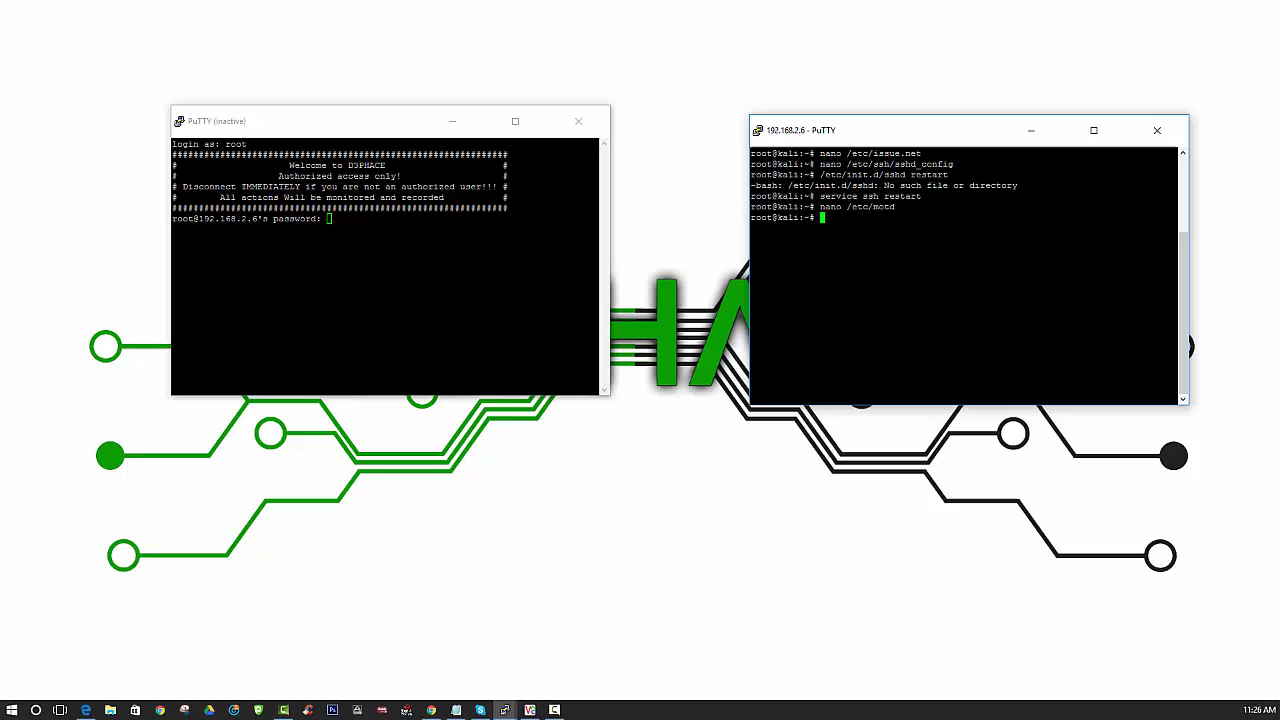 PuTTY (inactive)
login as: root
###############################################################
# Welcome to D3PHACE #
# Authorized access only! #
# Disconnect IMMEDIATELY if you are not an authorized user!!! #
# All actions Will be monitored and recorded #
###############################################################
root@192.168.2.6's password:
192.168.2.6 - PuTTY
root@kali:~# nano /etc/issue.net
root@kali:~# nano /etc/ssh/sshd_config
root@kali:~# /etc/init.d/sshd restart
-bash: /etc/init.d/sshd: No such file or directory
root@kali:~# service ssh restart
root@kali:~# nano /etc/motd
root@kali:~#
HA
11:26 AM